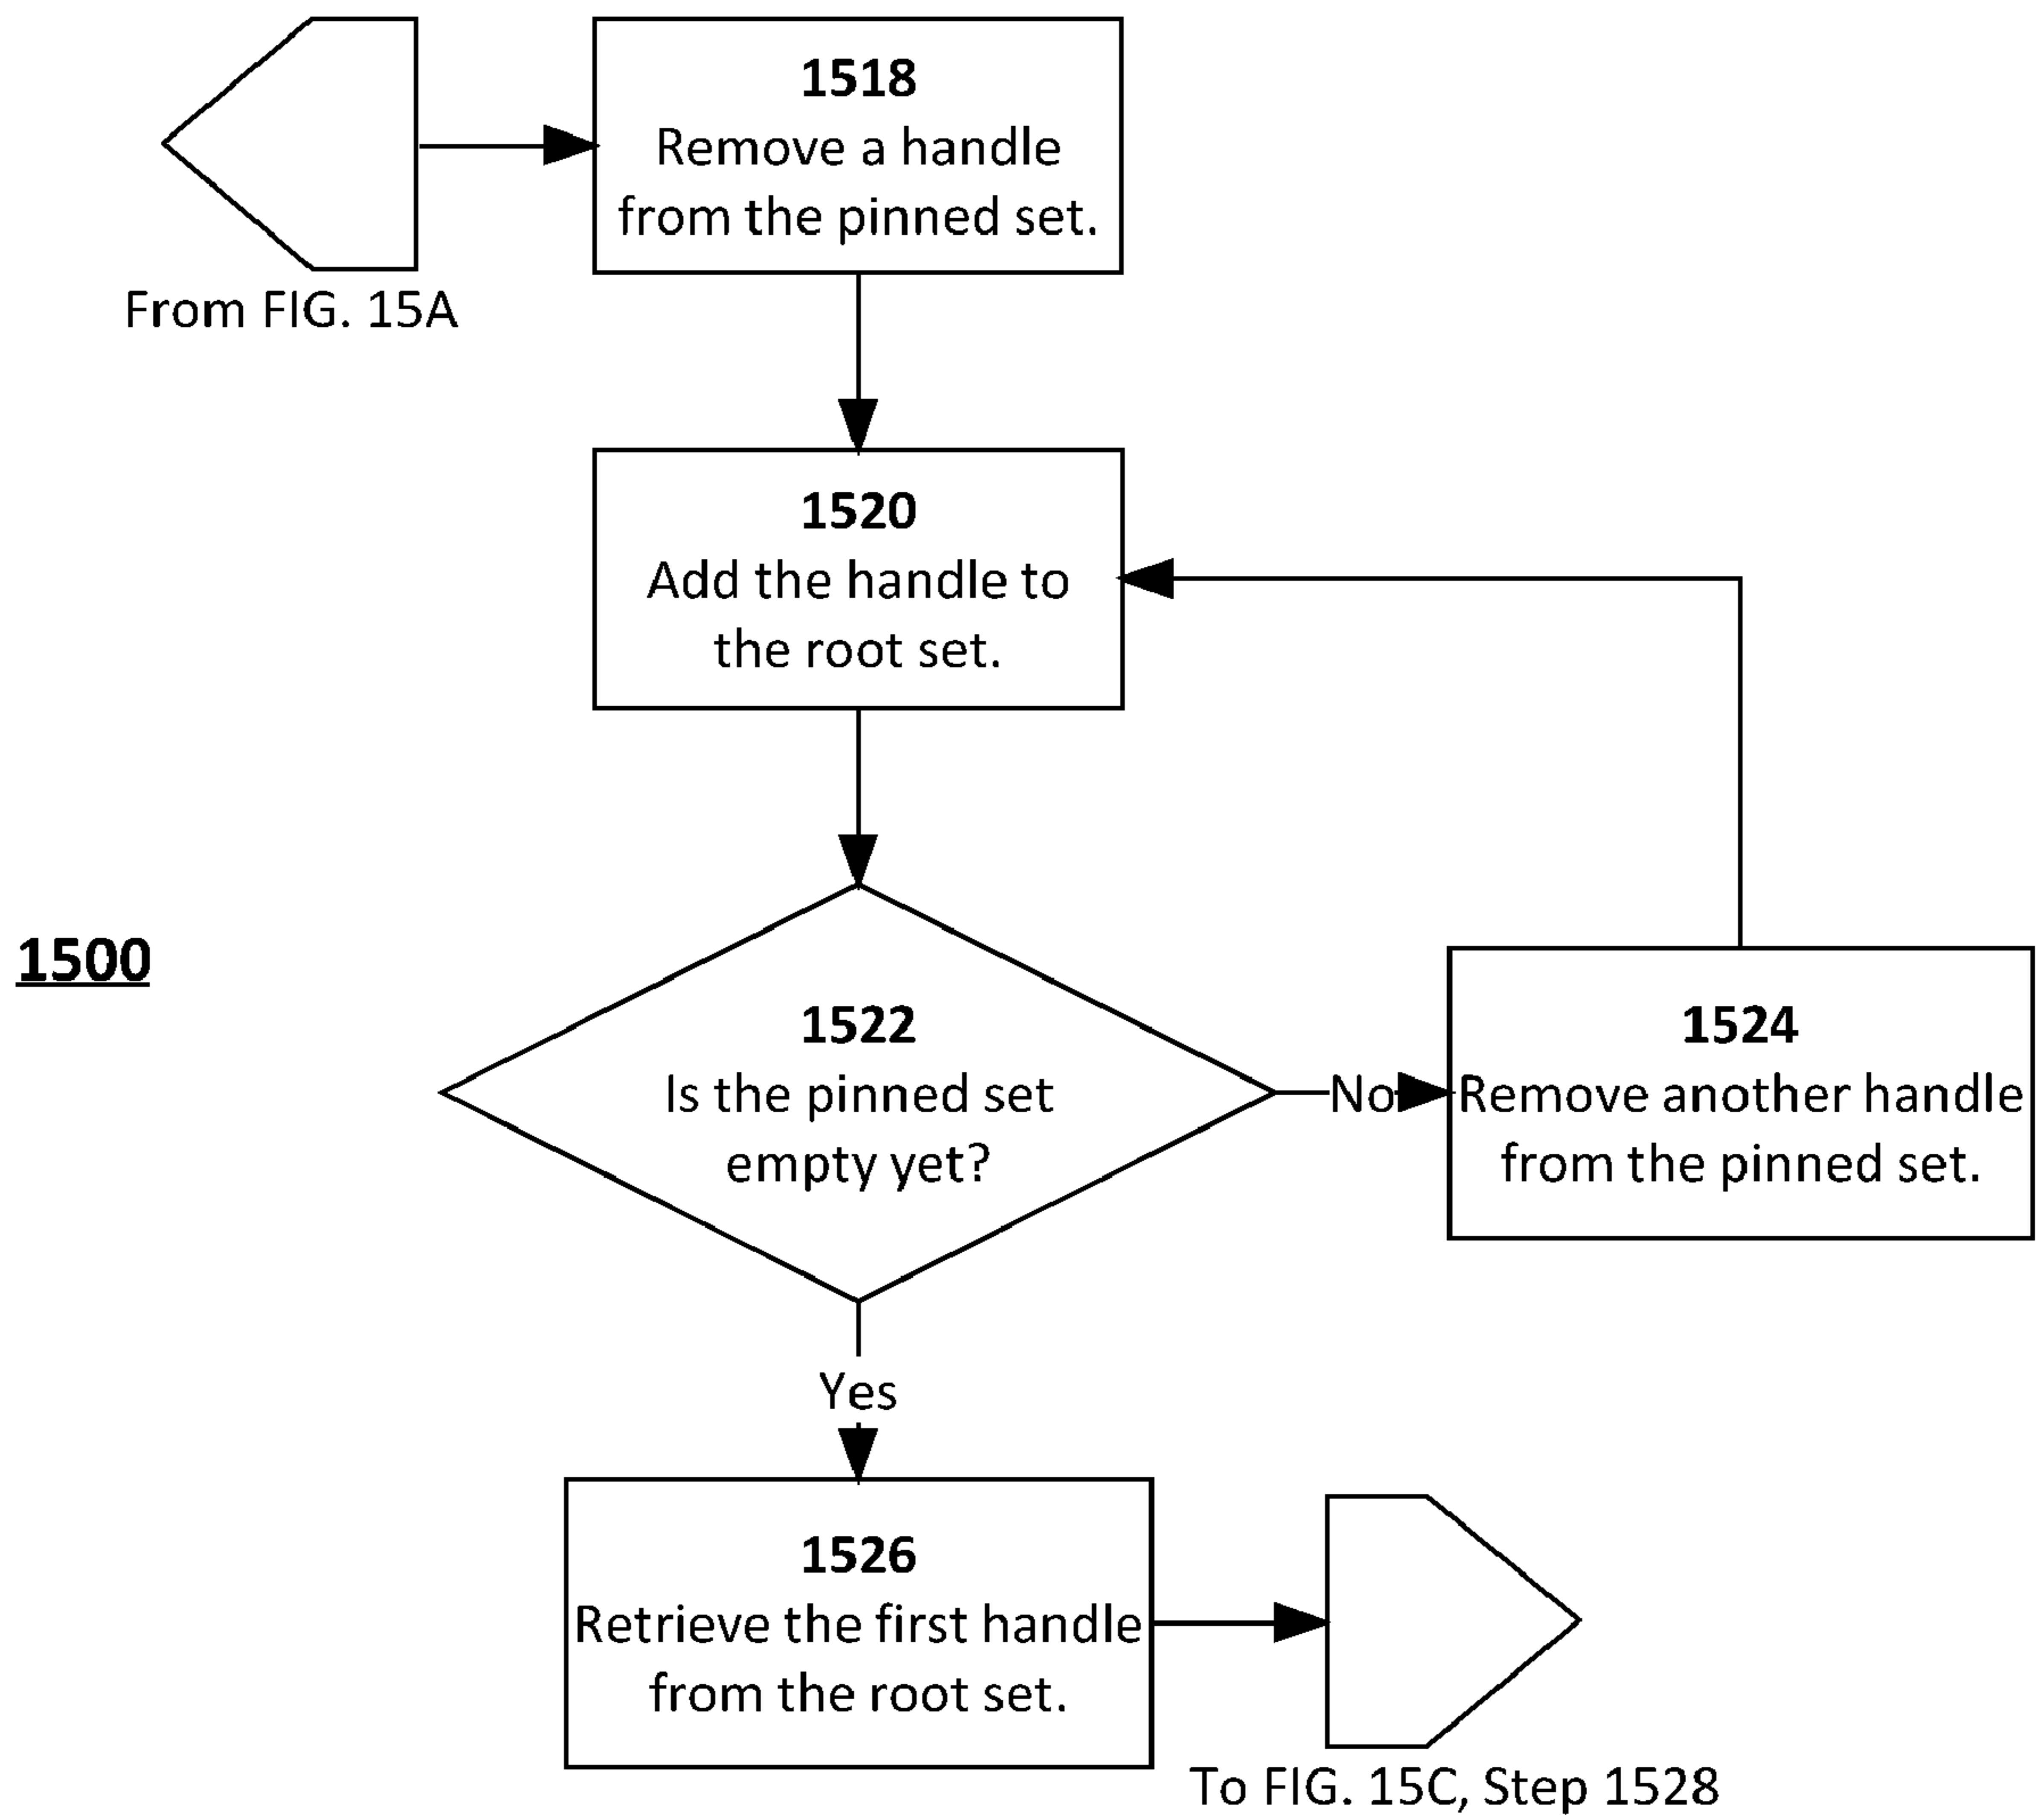 1518
Remove a handle
from the pinned set.
From FIG. 15A
1520
Add the handle to
the root set.
1500
1522
Is the pinned set
empty yet?
No
1524
Remove another handle
from the pinned set.
Yes
1526
Retrieve the first handle
from the root set.
To FIG. 15C, Step 1528